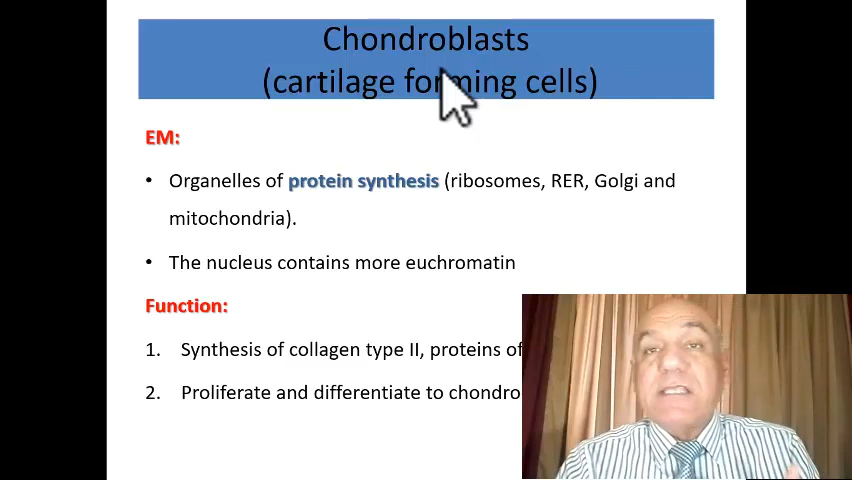 Chondroblasts
(cartilage forming cells)
EM:
• Organelles of protein synthesis (ribosomes, RER, Golgi and
mitochondria).
• The nucleus contains more euchromatin
Function:
1. Synthesis of collagen type II, proteins of
2. Proliferate and differentiate to chondro